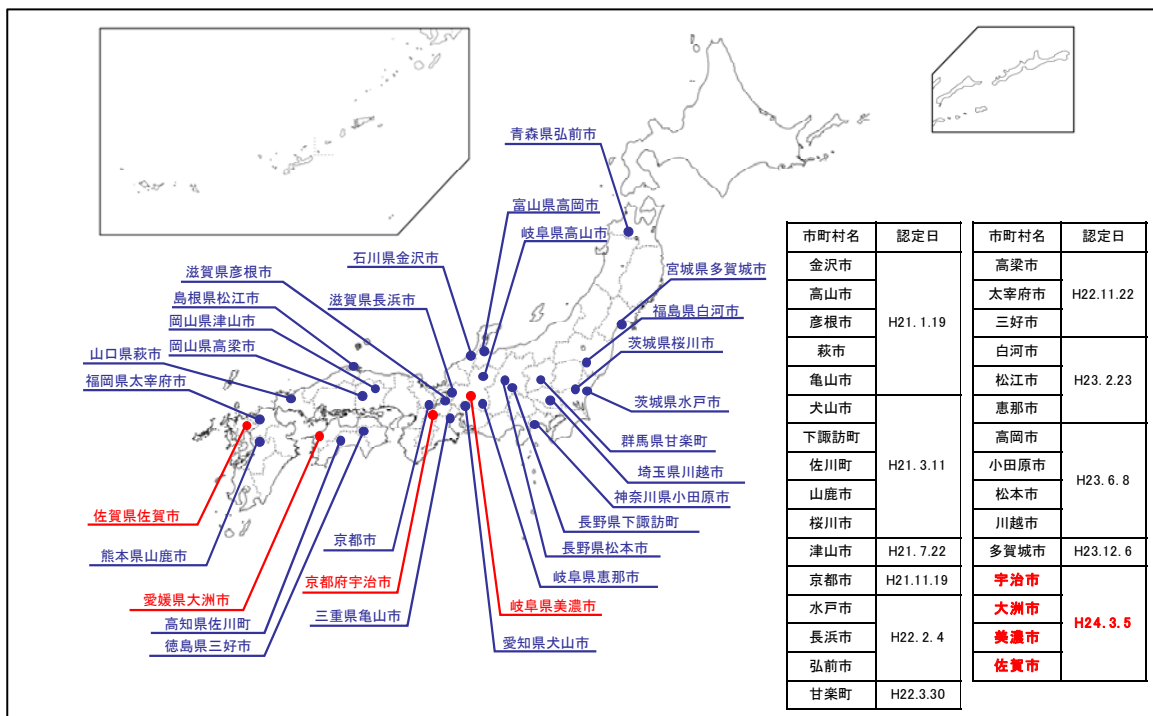 青森県弘前市
富山県高岡市
岐阜県高山市
石川県金沢市
宮城県多賀城市
滋賀県彦根市
島根県松江市
滋賀県長浜市
福島県白河市
岡山県津山市
茨城県桜川市
山口県萩市
岡山県高梁市
福岡県太宰府市
茨城県水戸市
群馬県甘楽町
埼玉県川越市
神奈川県小田原市
佐賀県佐賀市
長野県下諏訪町
京都市
長野県松本市
熊本県山鹿市
京都府宇治市
岐阜県恵那市
愛媛県大洲市
岐阜県美濃市
高知県佐川町
三重県亀山市
徳島県三好市
愛知県犬山市
市町村名 認定日
金沢市
高山市
彦根市 H21.1.19
萩市
亀山市
犬山市
下諏訪町
佐川町 H21.3.11
山鹿市
桜川市
津山市 H21.7.22
京都市 H21.11.19
水戸市
長浜市 H22.2.4
弘前市
甘楽町 H22.3.30
市町村名 認定日
高梁市
太宰府市 H22.11.22
三好市
白河市
松江市 H23.2.23
恵那市
高岡市
小田原市 H23.6.8
松本市
川越市
多賀城市 H23.12.6
宇治市
大洲市 H24.3.5
美濃市
佐賀市